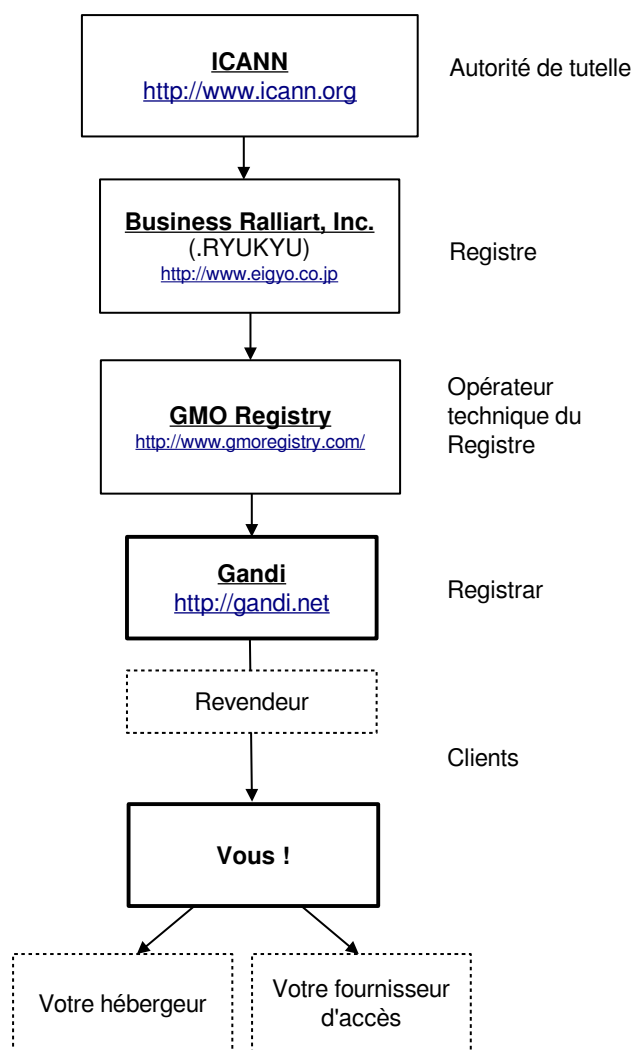 ICANN
http://www.icann.org
Autorité de tutelle
Business Ralliart, Inc.
(.RYUKYU)
http://www.eigyo.co.jp
Registre
GMO Registry
http://www.gmoregistry.com/
Opérateur
technique du
Registre
Gandi
http://gandi.net
Registrar
Revendeur
Clients
Vous !
Votre hébergeur
Votre fournisseur
d'accès